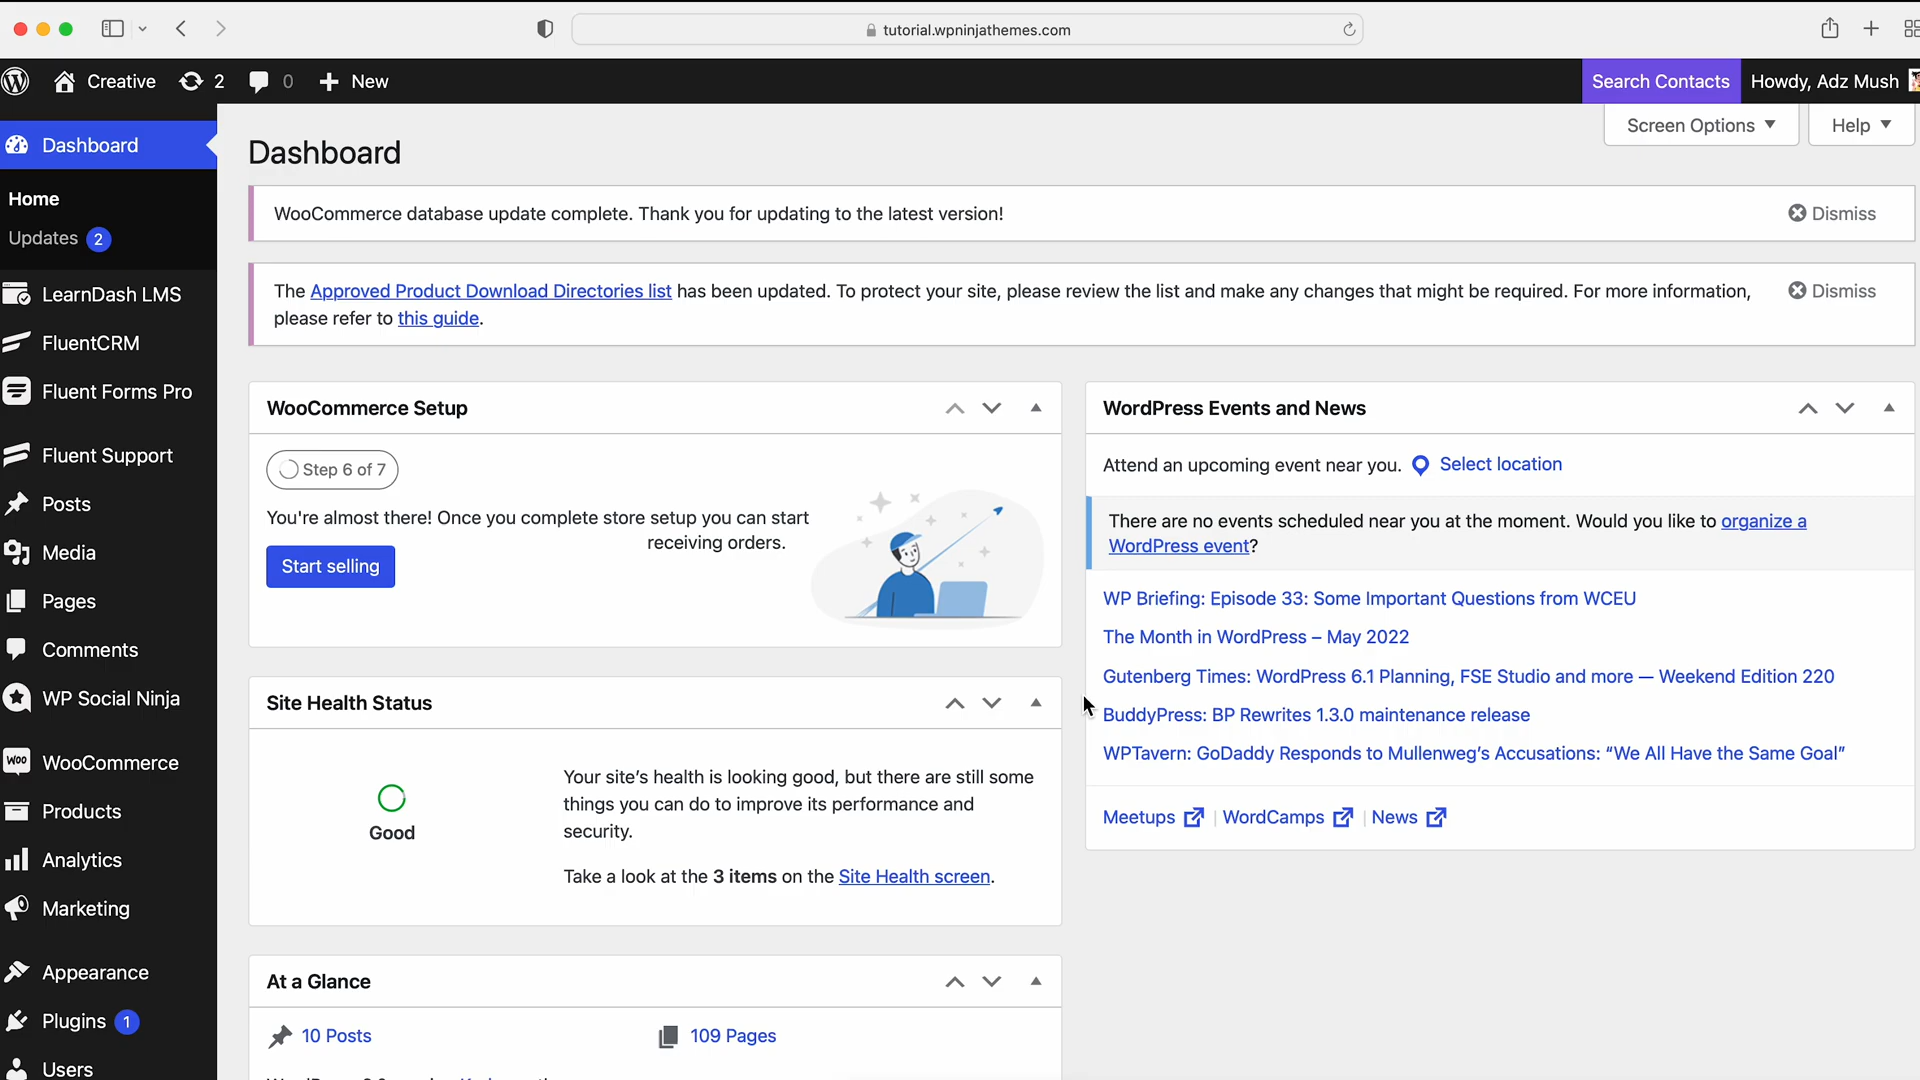 tutorial.wpninjathemes.com
Creative 2 0 New Search Contacts Howdy, Adz Mush
Screen Options Help
Dashboard
Home
Updates 2
LearnDash LMS
FluentCRM
Fluent Forms Pro
Fluent Support
Posts
Media
Pages
Comments
WP Social Ninja
WooCommerce
Products
Analytics
Marketing
Appearance
Plugins 1
Users
Dashboard
WooCommerce database update complete. Thank you for updating to the latest version! Dismiss
The Approved Product Download Directories list has been updated. To protect your site, please review the list and make any changes that might be required. For more information, Dismiss
please refer to this guide.
WooCommerce Setup
Step 6 of 7
You're almost there! Once you complete store setup you can start
receiving orders.
Start selling
Site Health Status
Good
Your site’s health is looking good, but there are still some
things you can do to improve its performance and
security.
Take a look at the 3 items on the Site Health screen.
At a Glance
10 Posts 109 Pages
WordPress Events and News
Attend an upcoming event near you. Select location
There are no events scheduled near you at the moment. Would you like to organize a
WordPress event?
WP Briefing: Episode 33: Some Important Questions from WCEU
The Month in WordPress – May 2022
Gutenberg Times: WordPress 6.1 Planning, FSE Studio and more — Weekend Edition 220
BuddyPress: BP Rewrites 1.3.0 maintenance release
WPTavern: GoDaddy Responds to Mullenweg’s Accusations: “We All Have the Same Goal”
Meetups | WordCamps | News